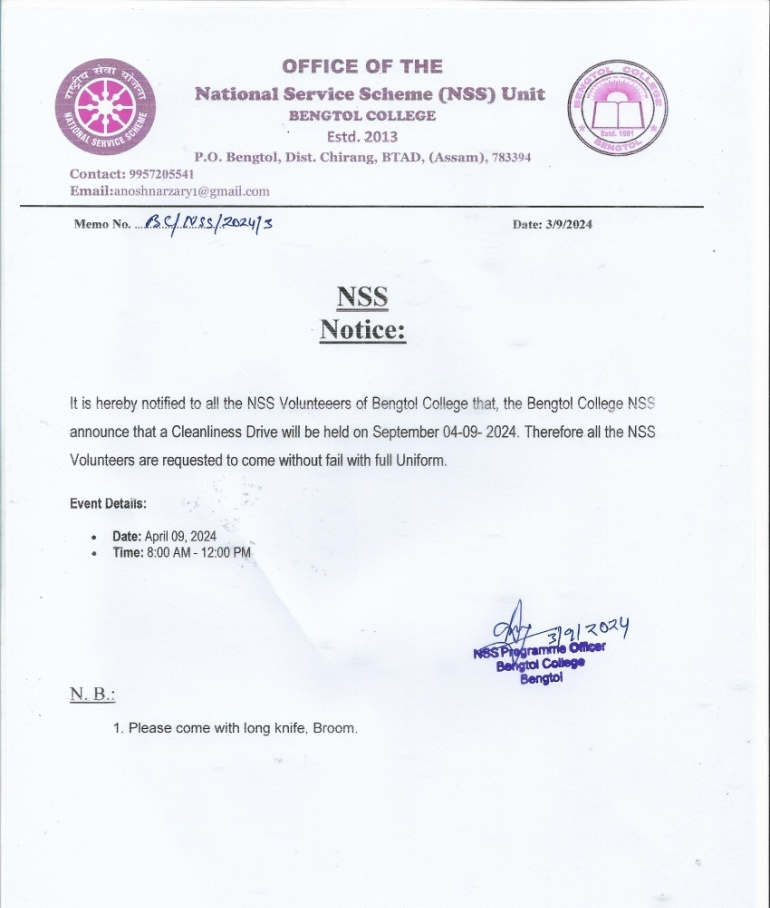 OFFICE OF THE
National Service Scheme (NSS) Unit
BENGTOL COLLEGE
Estd. 2013
P.O. Bengtol, Dist. Chirang, BTAD, (Assam), 783394
राष्ट्रीय सेवा योजना
NATIONAL SERVICE SCHEME
BENGTOL COLLEGE
Estd. 1991
BENGTOL
Contact: 9957205541
Email:anoshnarzary1@gmail.com
Memo No. ...BC/NSS/2024/3 Date: 3/9/2024
NSS
Notice:
It is hereby notified to all the NSS Volunteeers of Bengtol College that, the Bengtol College NSS
announce that a Cleanliness Drive will be held on September 04-09- 2024. Therefore all the NSS
Volunteers are requested to come without fail with full Uniform.
Event Details:
• Date: April 09, 2024
• Time: 8:00 AM - 12:00 PM
3/9/2024
NSS Programme Officer
Bengtol College
Bengtol
N. B.:
1. Please come with long knife, Broom.